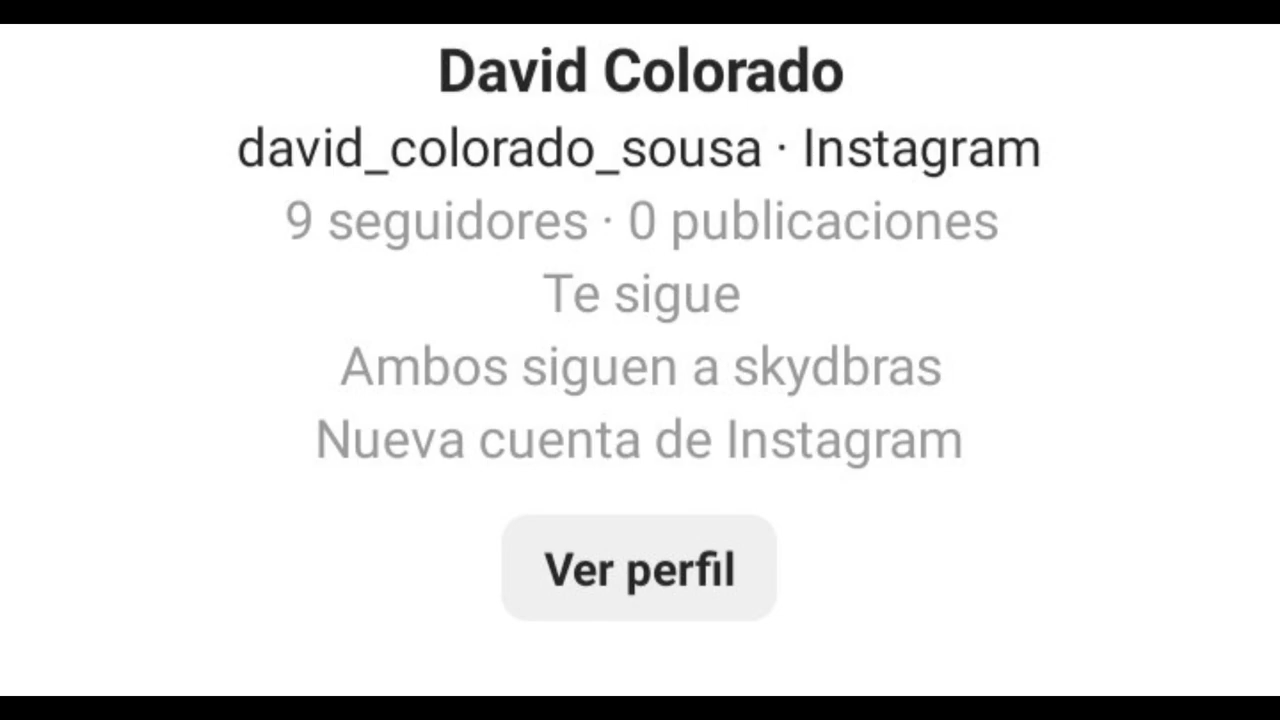 David Colorado
david_colorado_sousa · Instagram
9 seguidores · 0 publicaciones
Te sigue
Ambos siguen a skydbras
Nueva cuenta de Instagram
Ver perfil